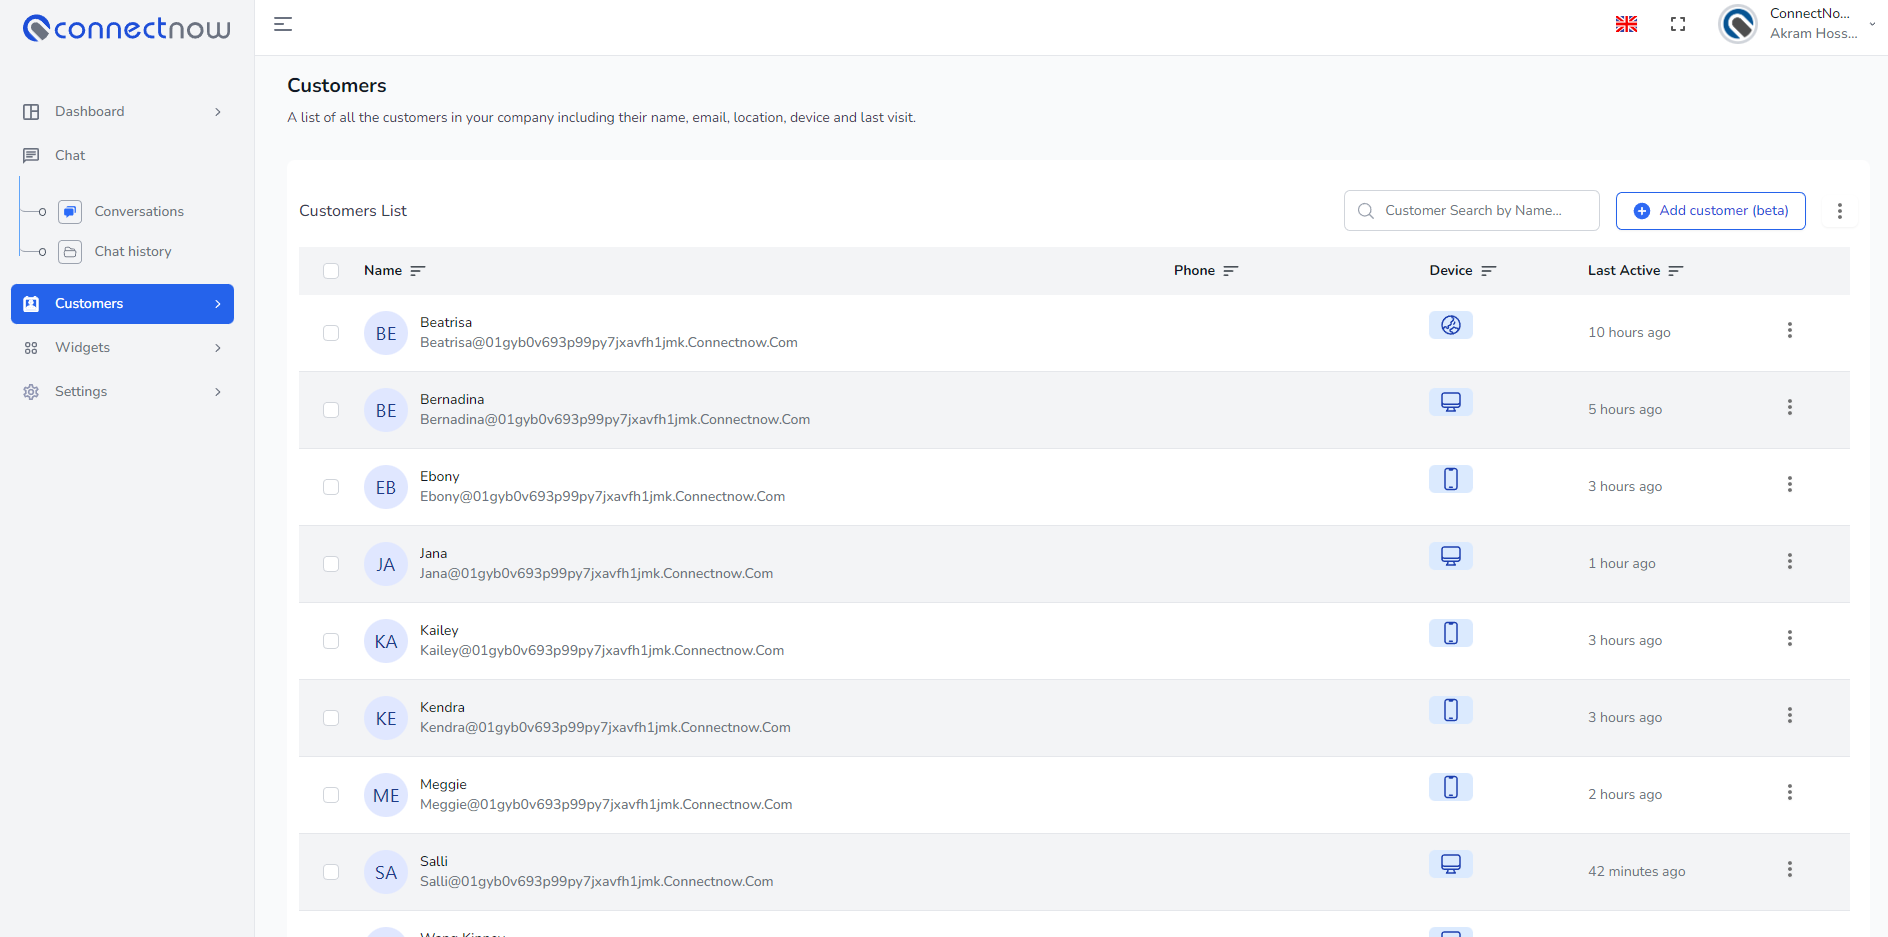 connectnow
ConnectNo...
Akram Hoss...
Dashboard
Chat
Conversations
Chat history
Customers
Widgets
Settings
Customers
A list of all the customers in your company including their name, email, location, device and last visit.
Customers List
Customer Search by Name...
Add customer (beta)
Name Phone Device Last Active
BE Beatrisa
Beatrisa@01gyb0v693p99py7jxavfh1jmk.Connectnow.Com
10 hours ago
BE Bernadina
Bernadina@01gyb0v693p99py7jxavfh1jmk.Connectnow.Com
5 hours ago
EB Ebony
Ebony@01gyb0v693p99py7jxavfh1jmk.Connectnow.Com
3 hours ago
JA Jana
Jana@01gyb0v693p99py7jxavfh1jmk.Connectnow.Com
1 hour ago
KA Kailey
Kailey@01gyb0v693p99py7jxavfh1jmk.Connectnow.Com
3 hours ago
KE Kendra
Kendra@01gyb0v693p99py7jxavfh1jmk.Connectnow.Com
3 hours ago
ME Meggie
Meggie@01gyb0v693p99py7jxavfh1jmk.Connectnow.Com
2 hours ago
SA Salli
Salli@01gyb0v693p99py7jxavfh1jmk.Connectnow.Com
42 minutes ago